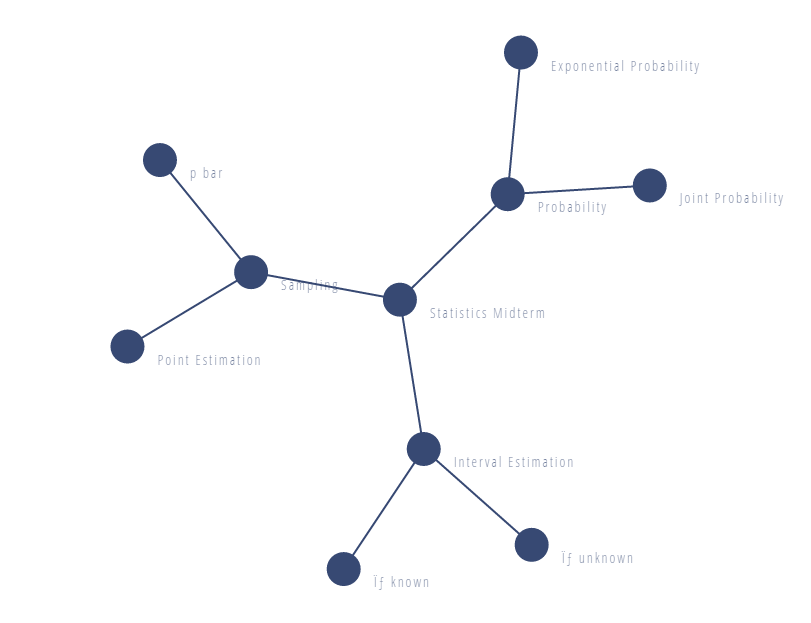 Exponential Probability
p bar
Joint Probability
Probability
Sampling
Statistics Midterm
Point Estimation
Interval Estimation
Ïƒ unknown
Ïƒ known